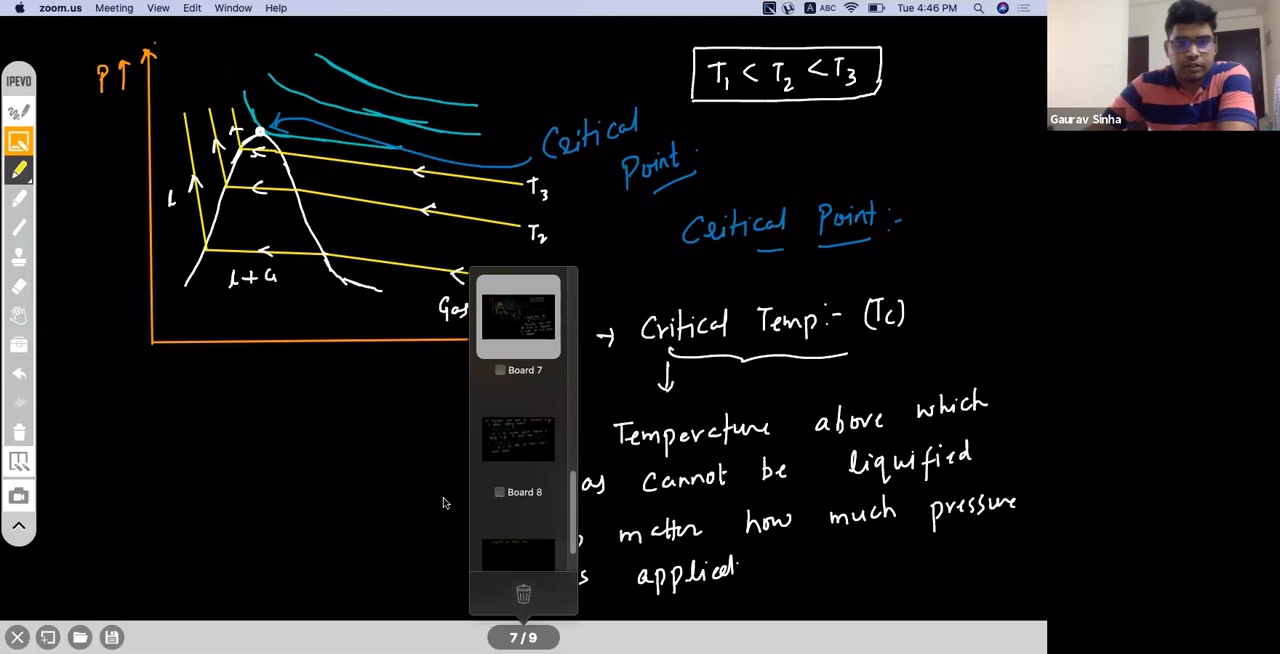 zoom.us Meeting View Edit Window Help
A ABC Tue 4:46 PM
IPEVO
P
T1 < T2 < T3
Gaurav Sinha
Critical
Point
T3
T2
L
L+G
Gas
Critical Point:-
→ Critical Temp:- (Tc)
Temperature above which
as cannot be liquified
matter how much pressure
s applied
Board 7
Board 8
7 / 9